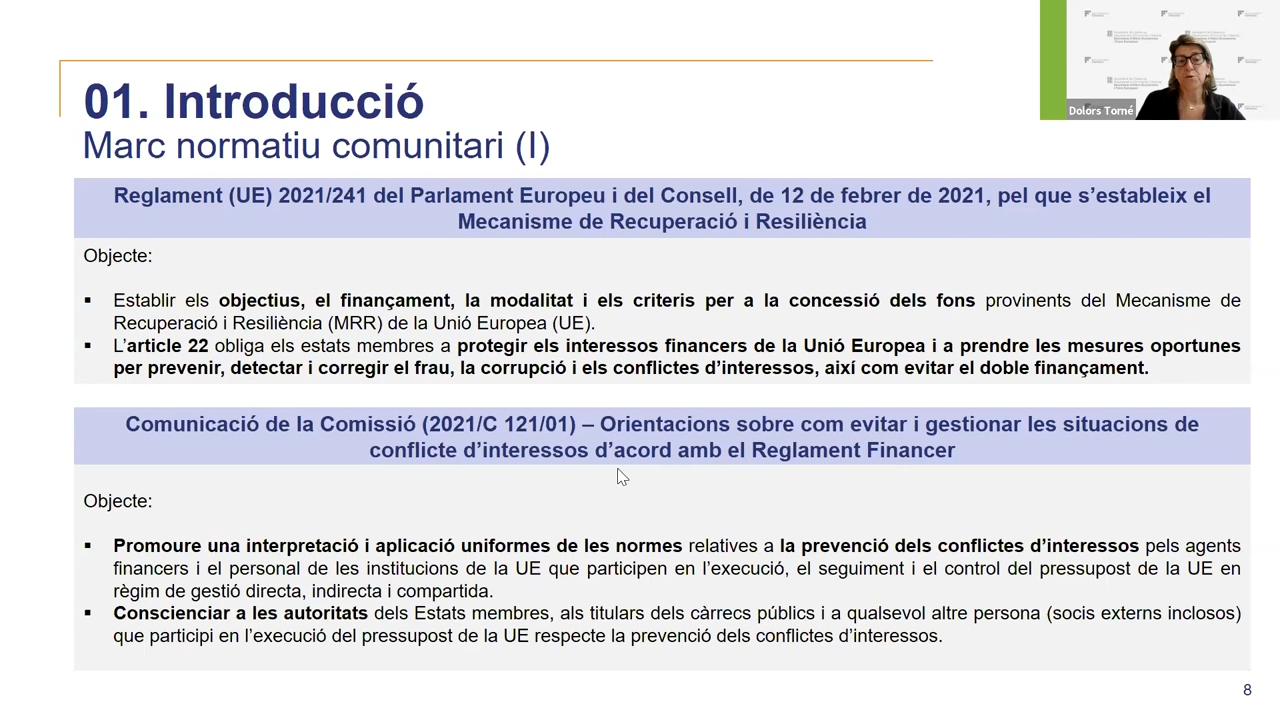 01. Introducció
Marc normatiu comunitari (I)
Reglament (UE) 2021/241 del Parlament Europeu i del Consell, de 12 de febrer de 2021, pel que s’estableix el
Mecanisme de Recuperació i Resiliència
Objecte:
▪ Establir els objectius, el finançament, la modalitat i els criteris per a la concessió dels fons provinents del Mecanisme de
Recuperació i Resiliència (MRR) de la Unió Europea (UE).
▪ L’article 22 obliga els estats membres a protegir els interessos financers de la Unió Europea i a prendre les mesures oportunes
per prevenir, detectar i corregir el frau, la corrupció i els conflictes d’interessos, així com evitar el doble finançament.
Comunicació de la Comissió (2021/C 121/01) – Orientacions sobre com evitar i gestionar les situacions de
conflicte d’interessos d’acord amb el Reglament Financer
Objecte:
▪ Promoure una interpretació i aplicació uniformes de les normes relatives a la prevenció dels conflictes d’interessos pels agents
financers i el personal de les institucions de la UE que participen en l’execució, el seguiment i el control del pressupost de la UE en
règim de gestió directa, indirecta i compartida.
▪ Conscienciar a les autoritats dels Estats membres, als titulars dels càrrecs públics i a qualsevol altre persona (socis externs inclosos)
que participi en l’execució del pressupost de la UE respecte la prevenció dels conflictes d’interessos.
8
Dolors Torné